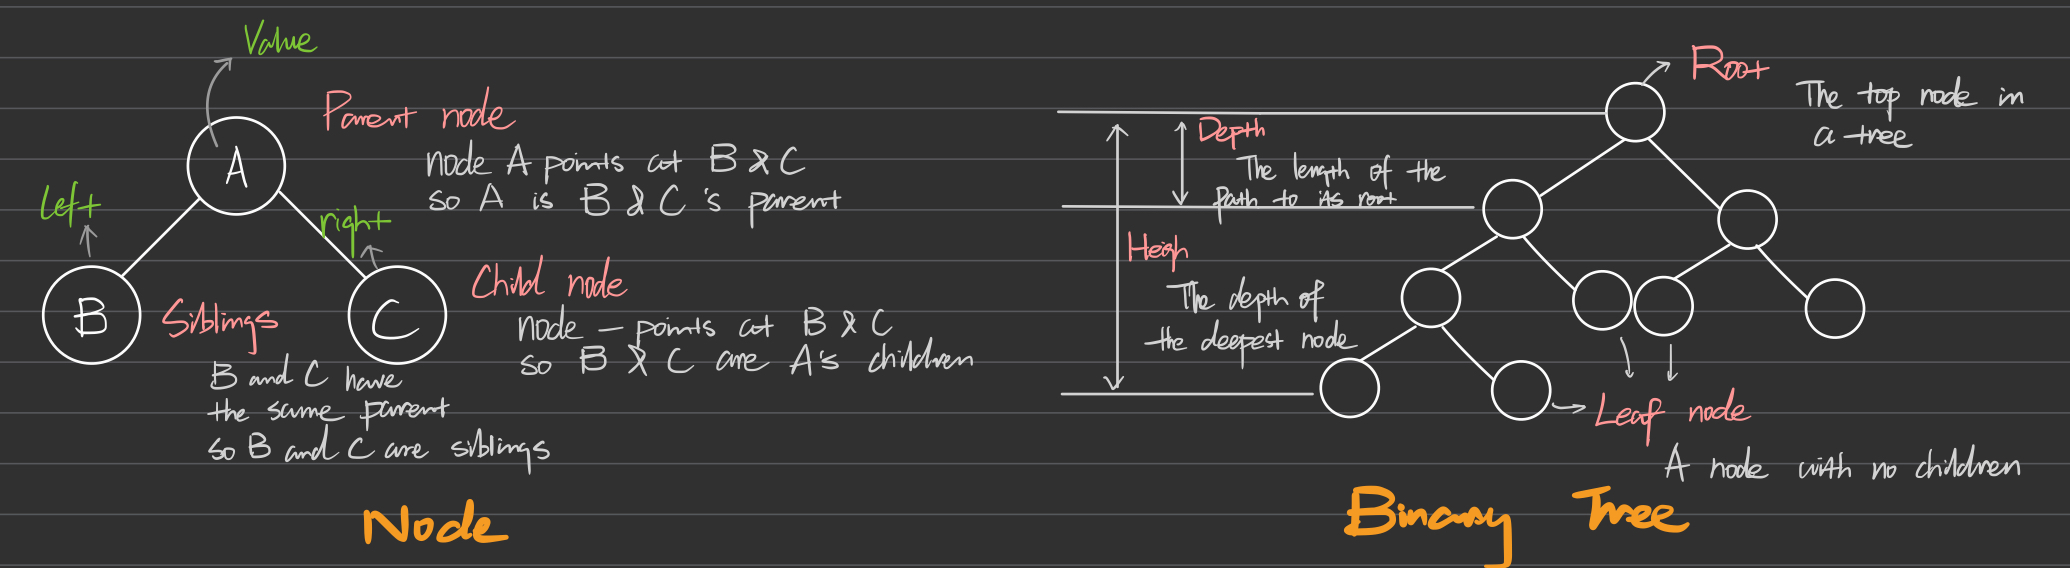 Value
Parent node
node A points at B & C
so A is B & C's parent
A
Left
right
B
Siblings
C
Child node
node – points at B & C
so B & C are A's children
B and C have
the same parent
so B and C are siblings
Node
Root
The top node in
a tree
Depth
The length of the
path to its root
Heigh
The depth of
the deepest node
Leaf node
A node with no children
Binary Tree